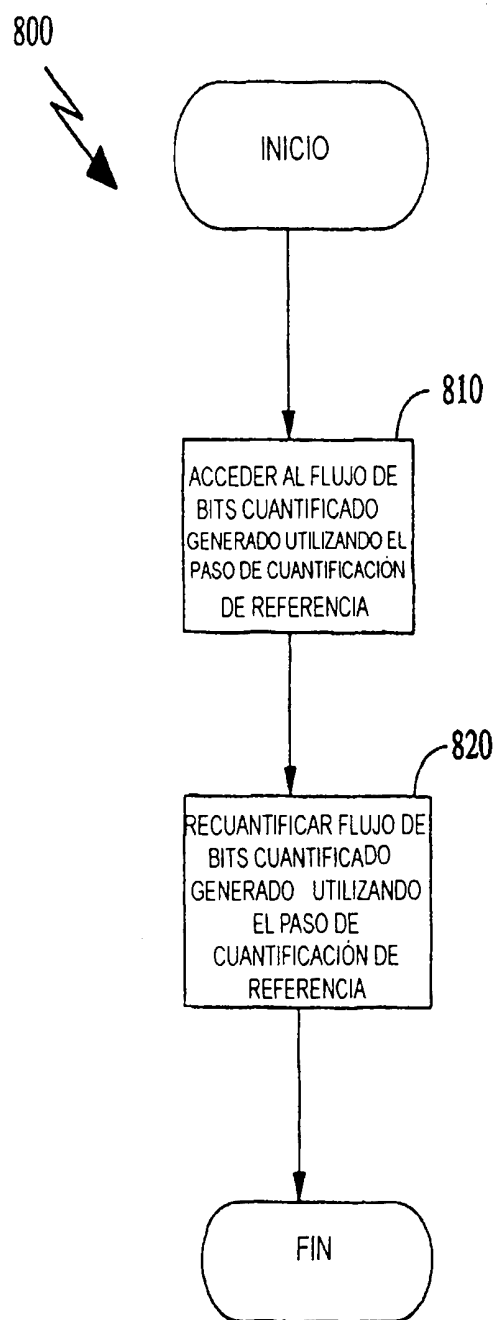 800
INICIO
810
ACCEDER AL FLUJO DE
BITS CUANTIFICADO
GENERADO UTILIZANDO EL
PASO DE CUANTIFICACIÓN
DE REFERENCIA
820
RECUANTIFICAR FLUJO DE
BITS CUANTIFICADO
GENERADO UTILIZANDO
EL PASO DE
CUANTIFICACIÓN DE
REFERENCIA
FIN